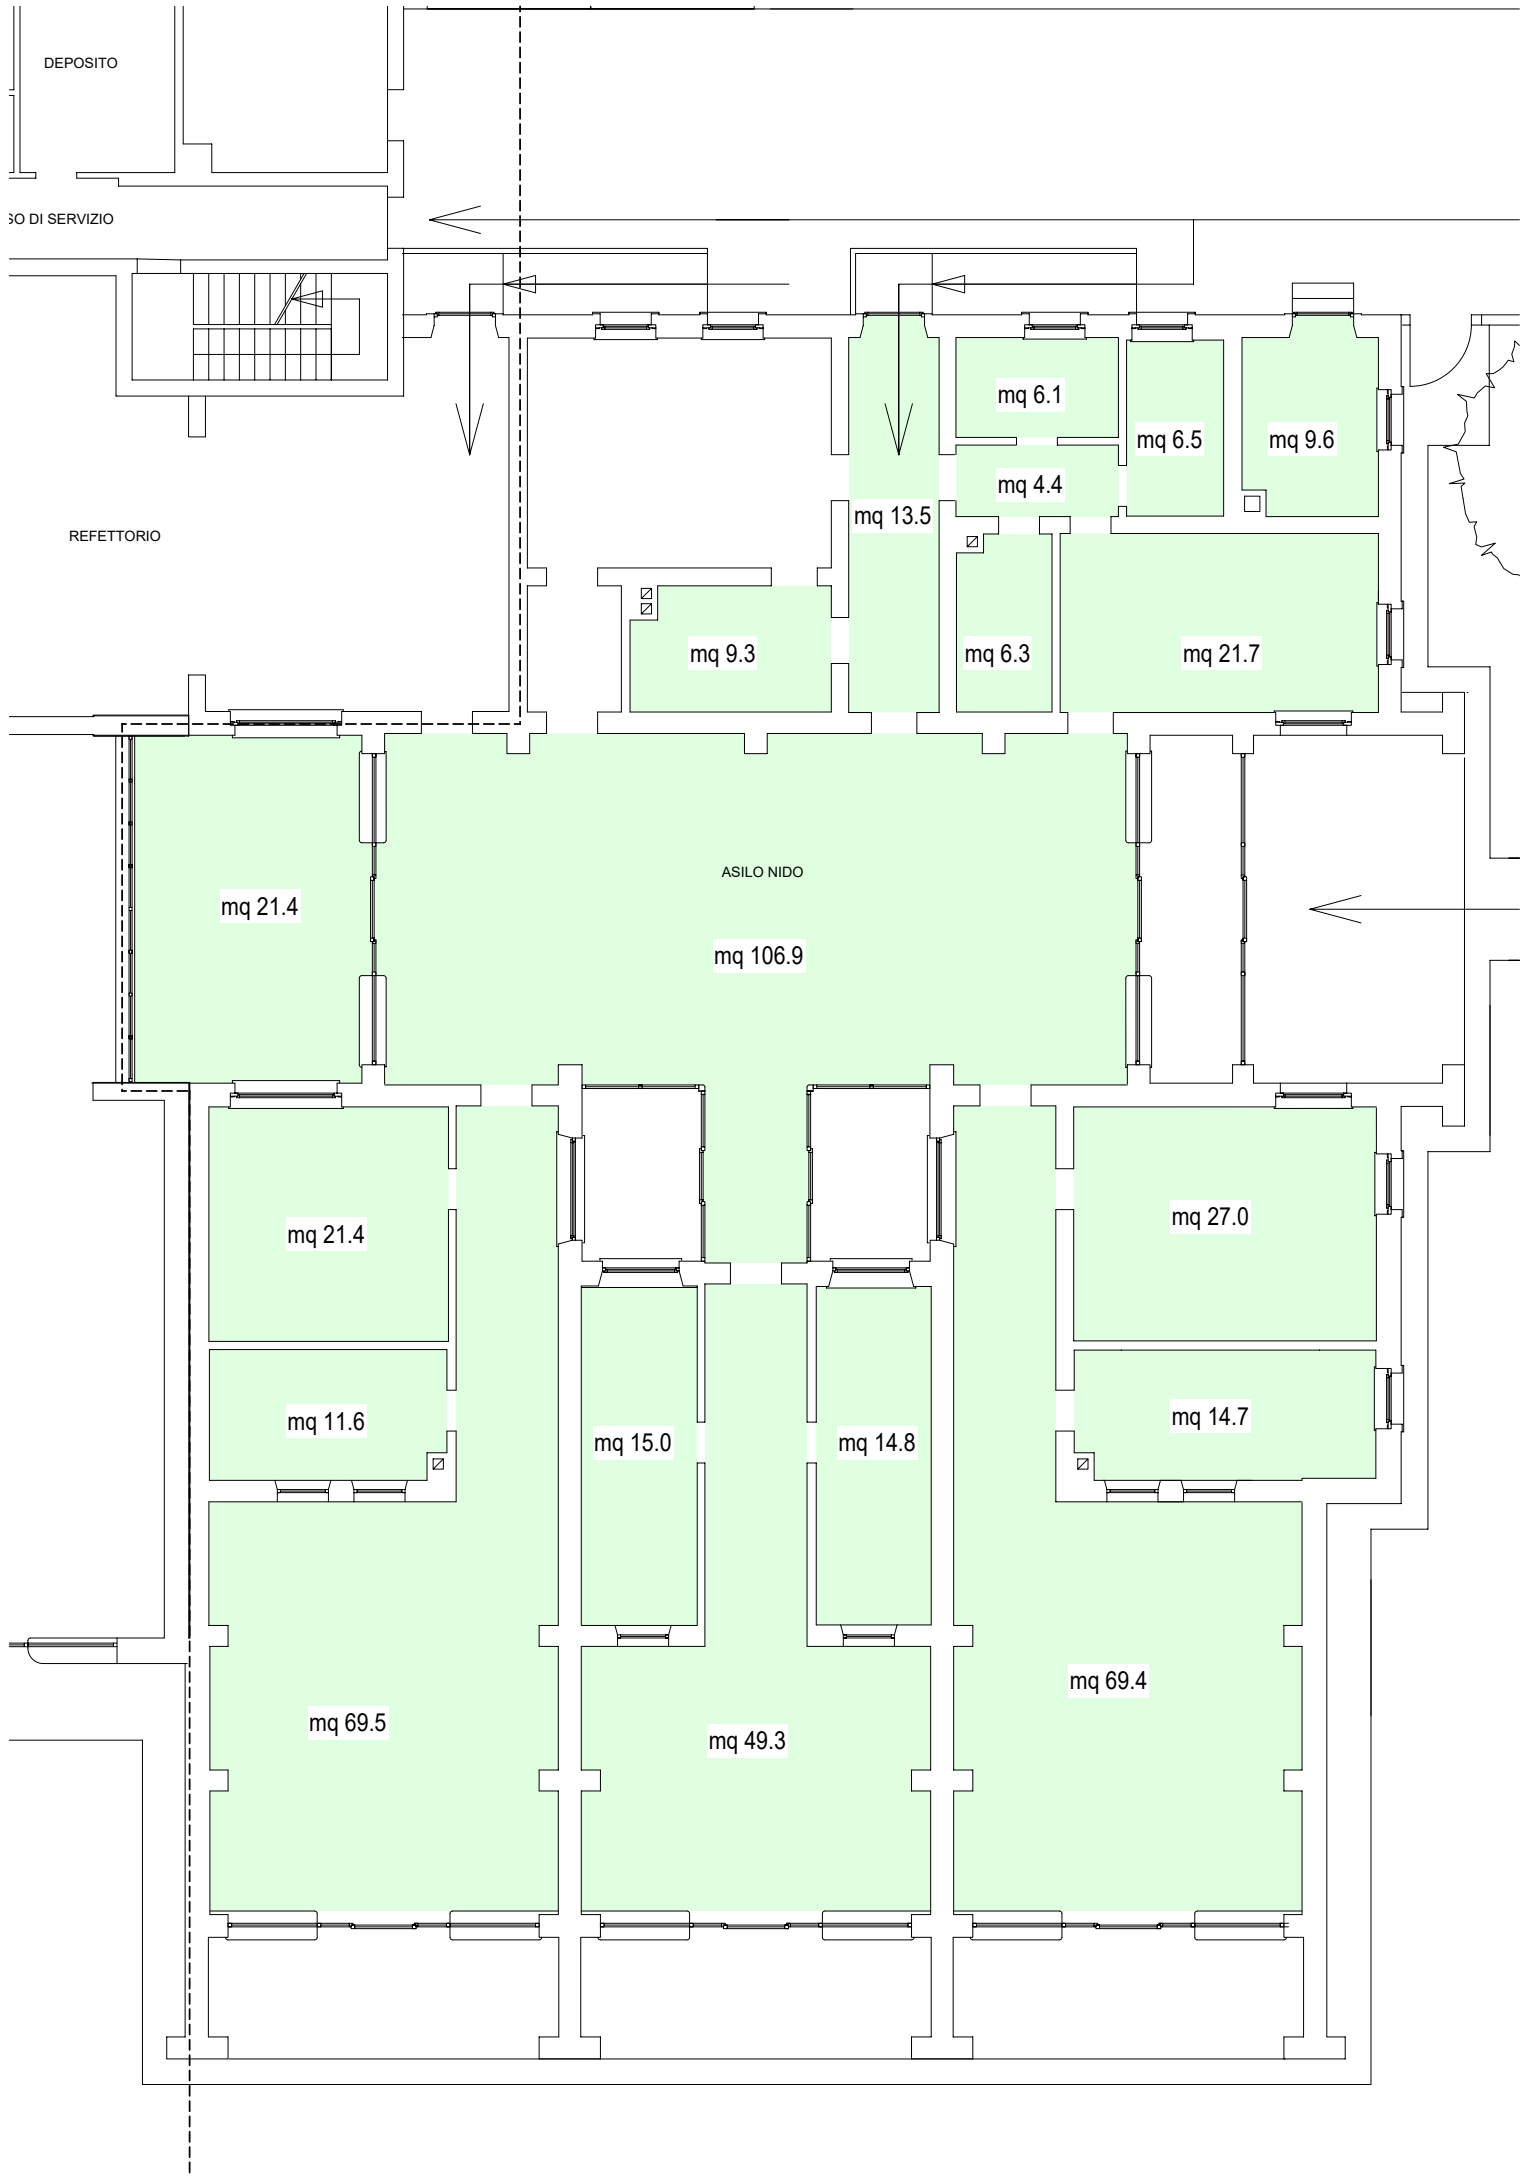 DEPOSITO
SO DI SERVIZIO
mq 6.1
mq 6.5
mq 9.6
mq 4.4
mq 13.5
REFETTORIO
mq 9.3
mq 6.3
mq 21.7
ASILO NIDO
mq 21.4
mq 106.9
mq 21.4
mq 27.0
mq 11.6
mq 15.0
mq 14.8
mq 14.7
mq 69.5
mq 49.3
mq 69.4